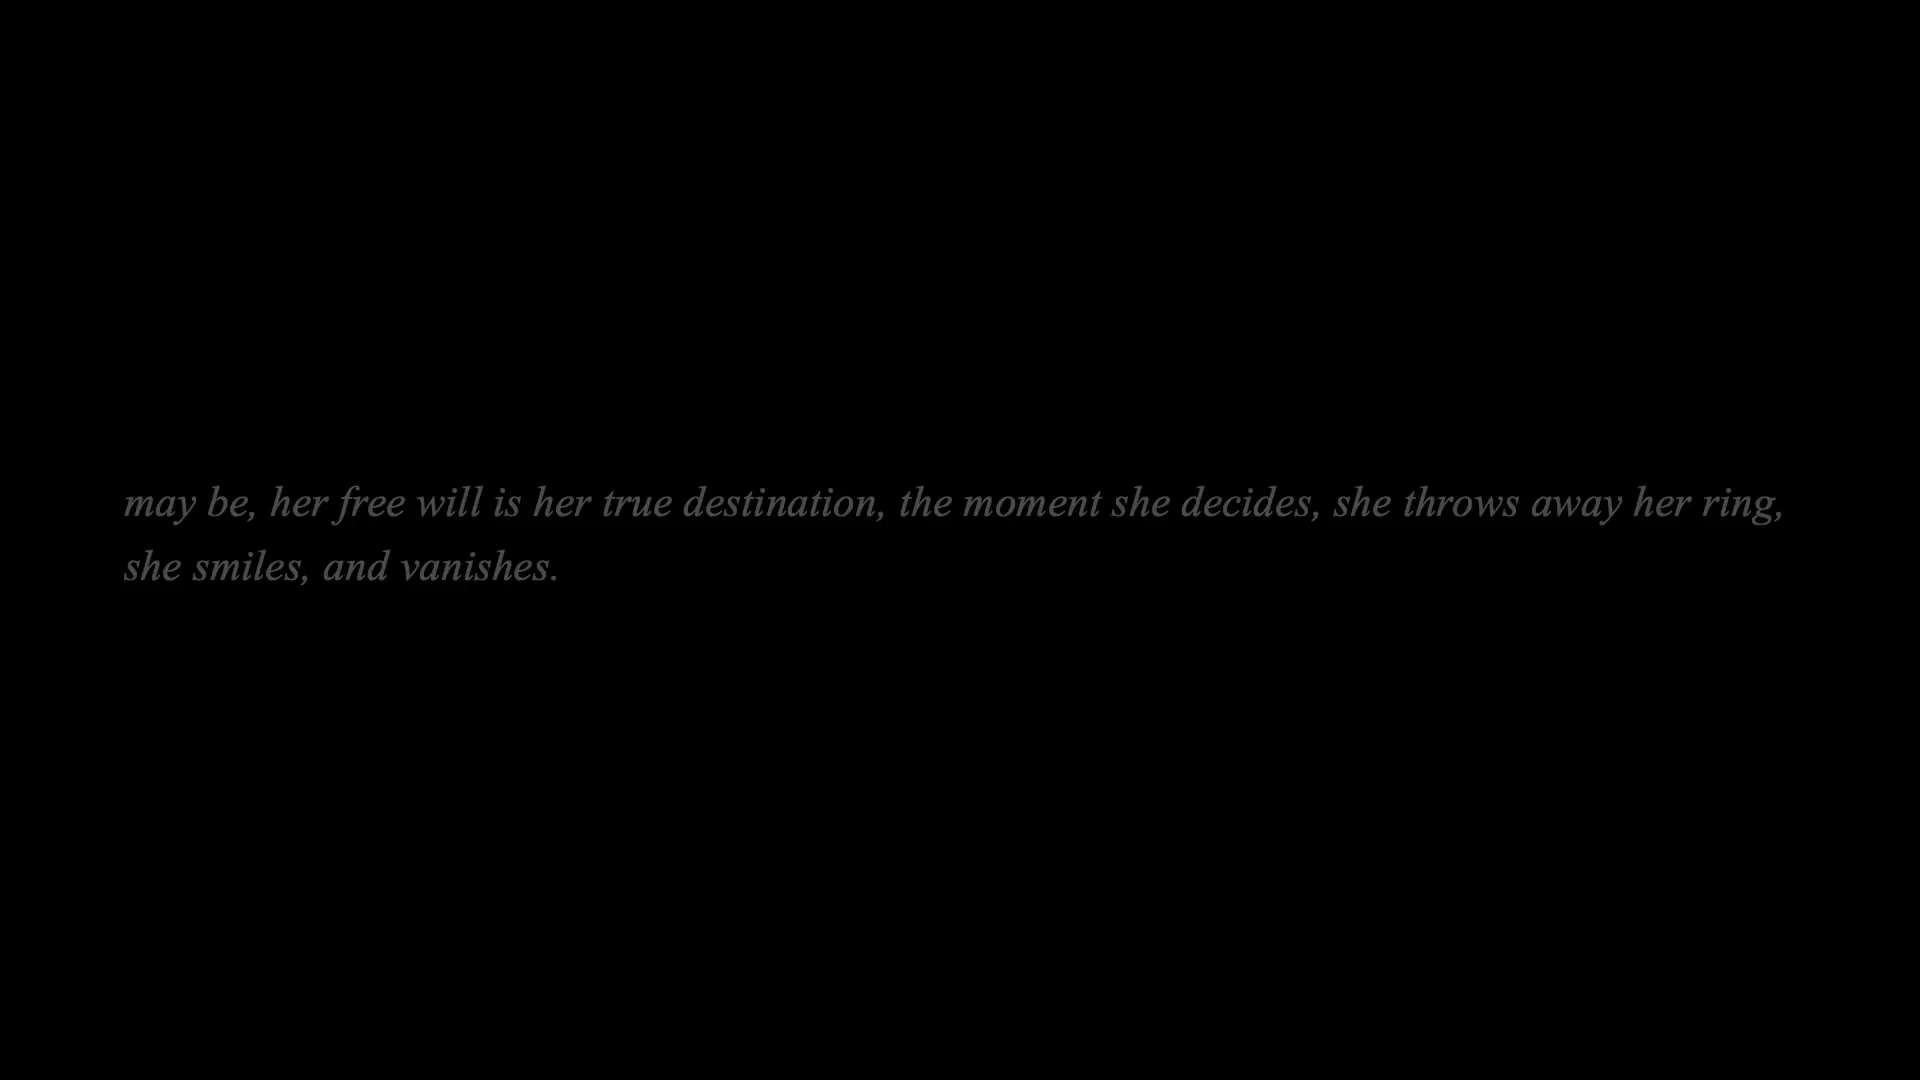 may be, her free will is her true destination, the moment she decides, she throws away her ring,
she smiles, and vanishes.